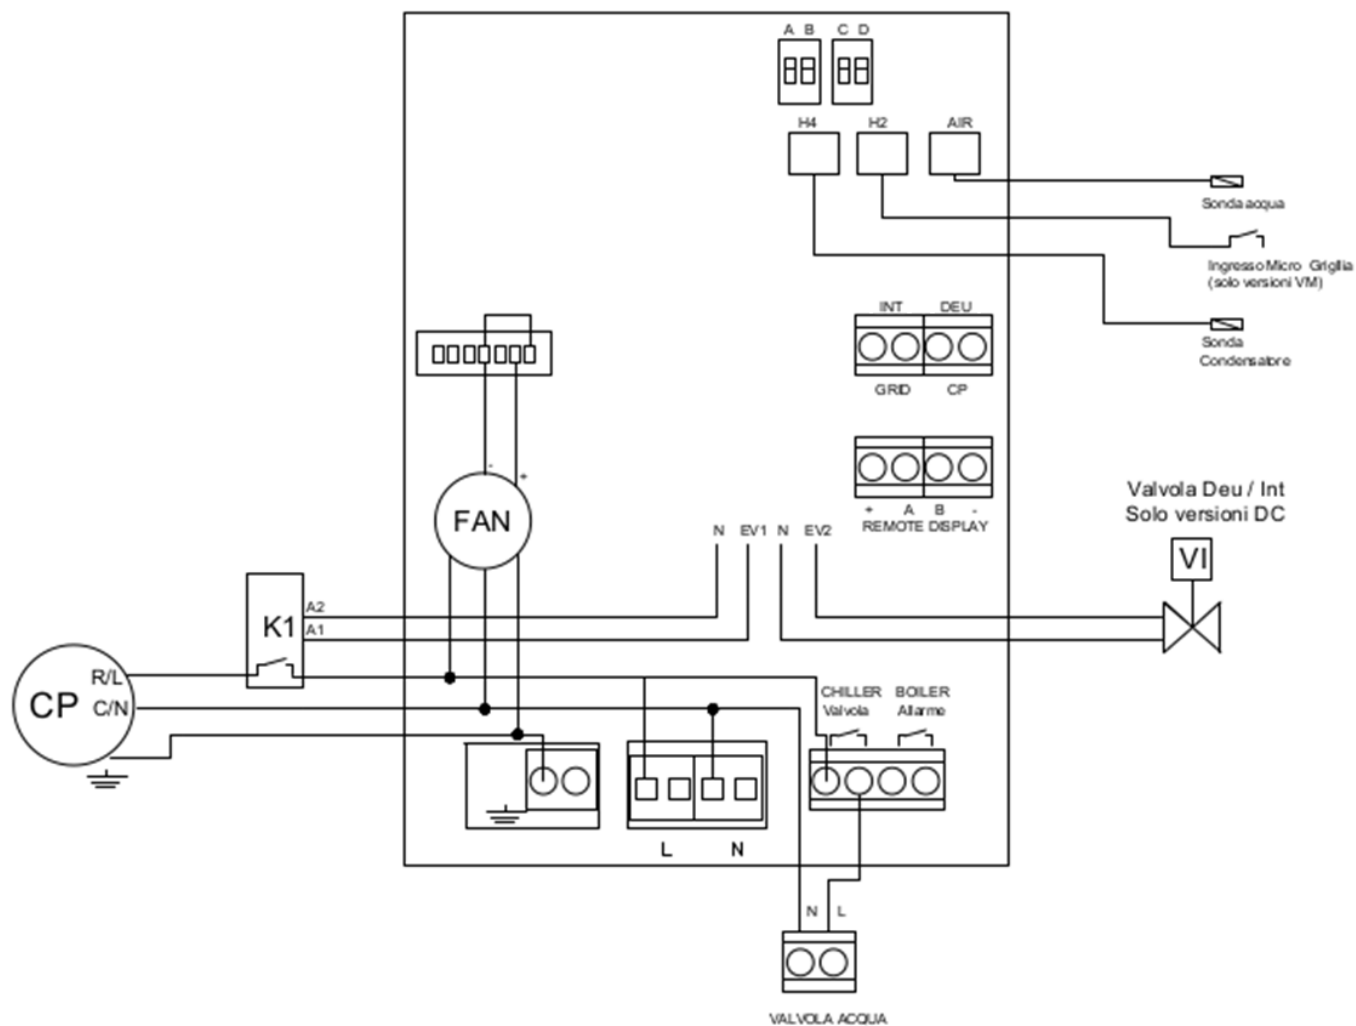 A B C D
H4 H2 AIR
Sonda acqua
Ingresso Micro Griglia
(solo versioni VM)
Sonda
Condensatore
INT DEU
GRID CP
+ A B -
REMOTE DISPLAY
Valvola Deu / Int
Solo versioni DC
VI
- +
FAN
N EV1 N EV2
A2
K1
A1
R/L
CP C/N
CHILLER BOILER
Valvola Allarme
L N
N L
VALVOLA ACQUA